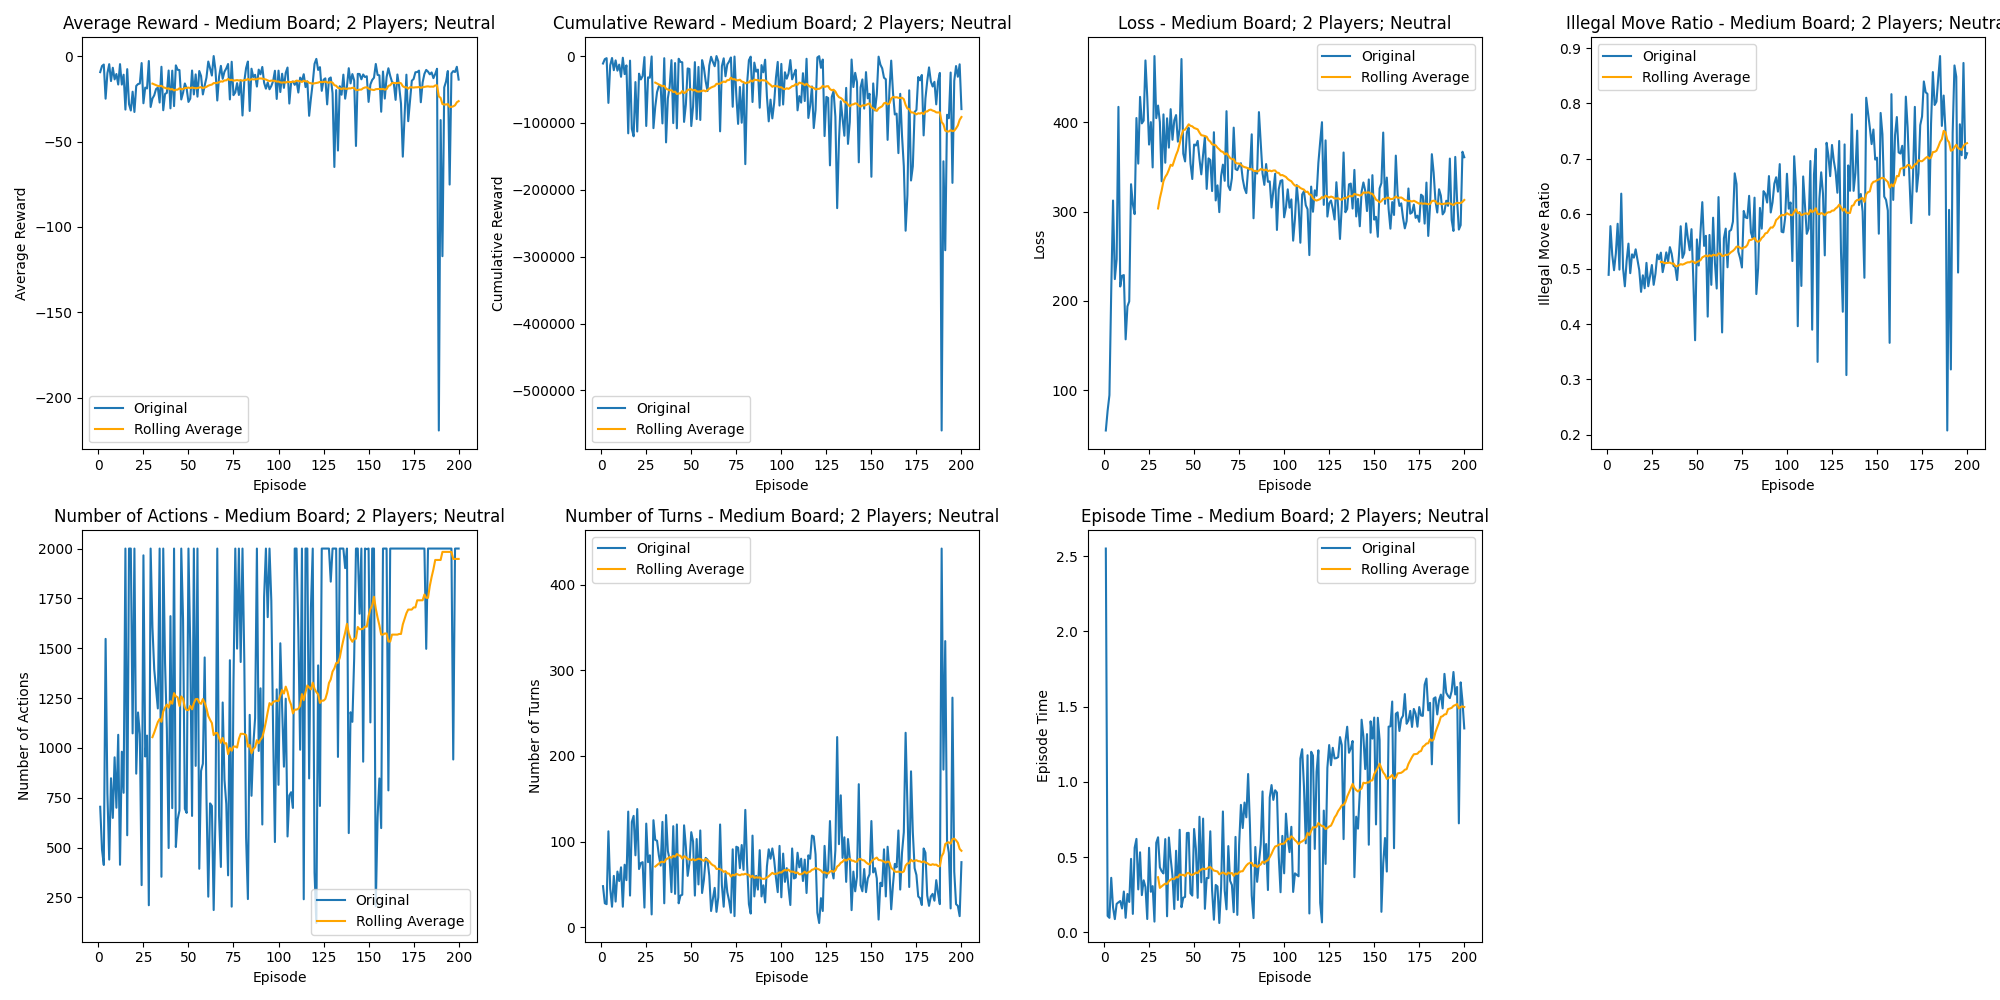 Average Reward - Medium Board; 2 Players; Neutral
0
−50
−100
−150
−200
Average Reward
Original
Rolling Average
0 25 50 75 100 125 150 175 200
Episode
Cumulative Reward - Medium Board; 2 Players; Neutral
0
−100000
−200000
−300000
−400000
−500000
Cumulative Reward
Original
Rolling Average
0 25 50 75 100 125 150 175 200
Episode
Loss - Medium Board; 2 Players; Neutral
Original
Rolling Average
400
300
200
100
Loss
0 25 50 75 100 125 150 175 200
Episode
Illegal Move Ratio - Medium Board; 2 Players; Neutra
Original
Rolling Average
0.9
0.8
0.7
0.6
0.5
0.4
0.3
0.2
Illegal Move Ratio
0 25 50 75 100 125 150 175 200
Episode
Number of Actions - Medium Board; 2 Players; Neutral
2000
1750
1500
1250
1000
750
500
250
Number of Actions
Original
Rolling Average
0 25 50 75 100 125 150 175 200
Episode
Number of Turns - Medium Board; 2 Players; Neutral
Original
Rolling Average
400
300
200
100
0
Number of Turns
0 25 50 75 100 125 150 175 200
Episode
Episode Time - Medium Board; 2 Players; Neutral
Original
Rolling Average
2.5
2.0
1.5
1.0
0.5
0.0
Episode Time
0 25 50 75 100 125 150 175 200
Episode